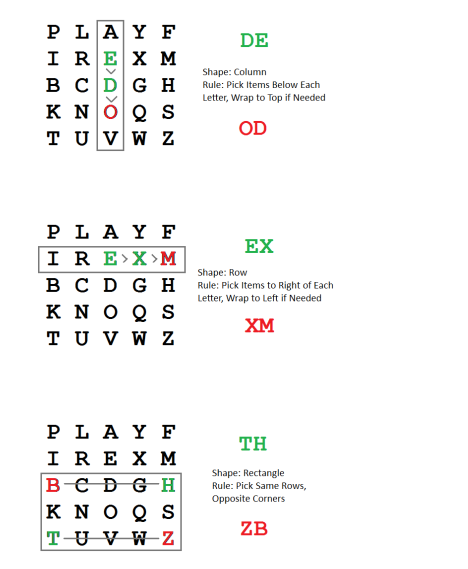 P L A Y F
I R E X M
B C D G H
K N O Q S
T U V W Z
DE
Shape: Column
Rule: Pick Items Below Each
Letter, Wrap to Top if Needed
OD
P L A Y F
I R E > X > M
B C D G H
K N O Q S
T U V W Z
EX
Shape: Row
Rule: Pick Items to Right of Each
Letter, Wrap to Left if Needed
XM
P L A Y F
I R E X M
B C D G H
K N O Q S
T U V W Z
TH
Shape: Rectangle
Rule: Pick Same Rows,
Opposite Corners
ZB